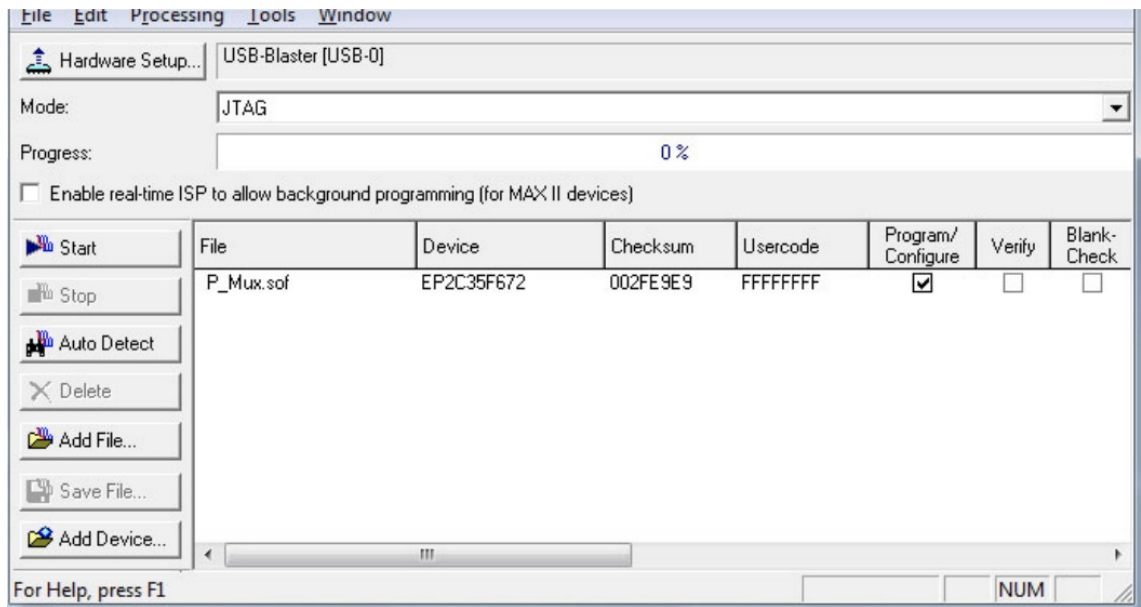 File Edit Processing Tools Window
Hardware Setup... USB-Blaster [USB-0]
Mode: JTAG
Progress: 0 %
Enable real-time ISP to allow background programming (for MAX II devices)
Start
Stop
Auto Detect
Delete
Add File...
Save File...
Add Device...
File Device Checksum Usercode Program/ Configure Verify Blank- Check
P_Mux.sof EP2C35F672 002FE9E9 FFFFFFFF
For Help, press F1 NUM